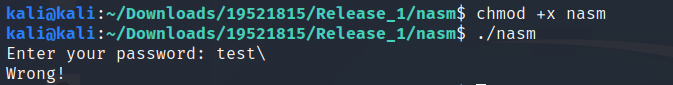 kali@kali:~/Downloads/19521815/Release_1/nasm$ chmod +x nasm
kali@kali:~/Downloads/19521815/Release_1/nasm$ ./nasm
Enter your password: test\
Wrong!